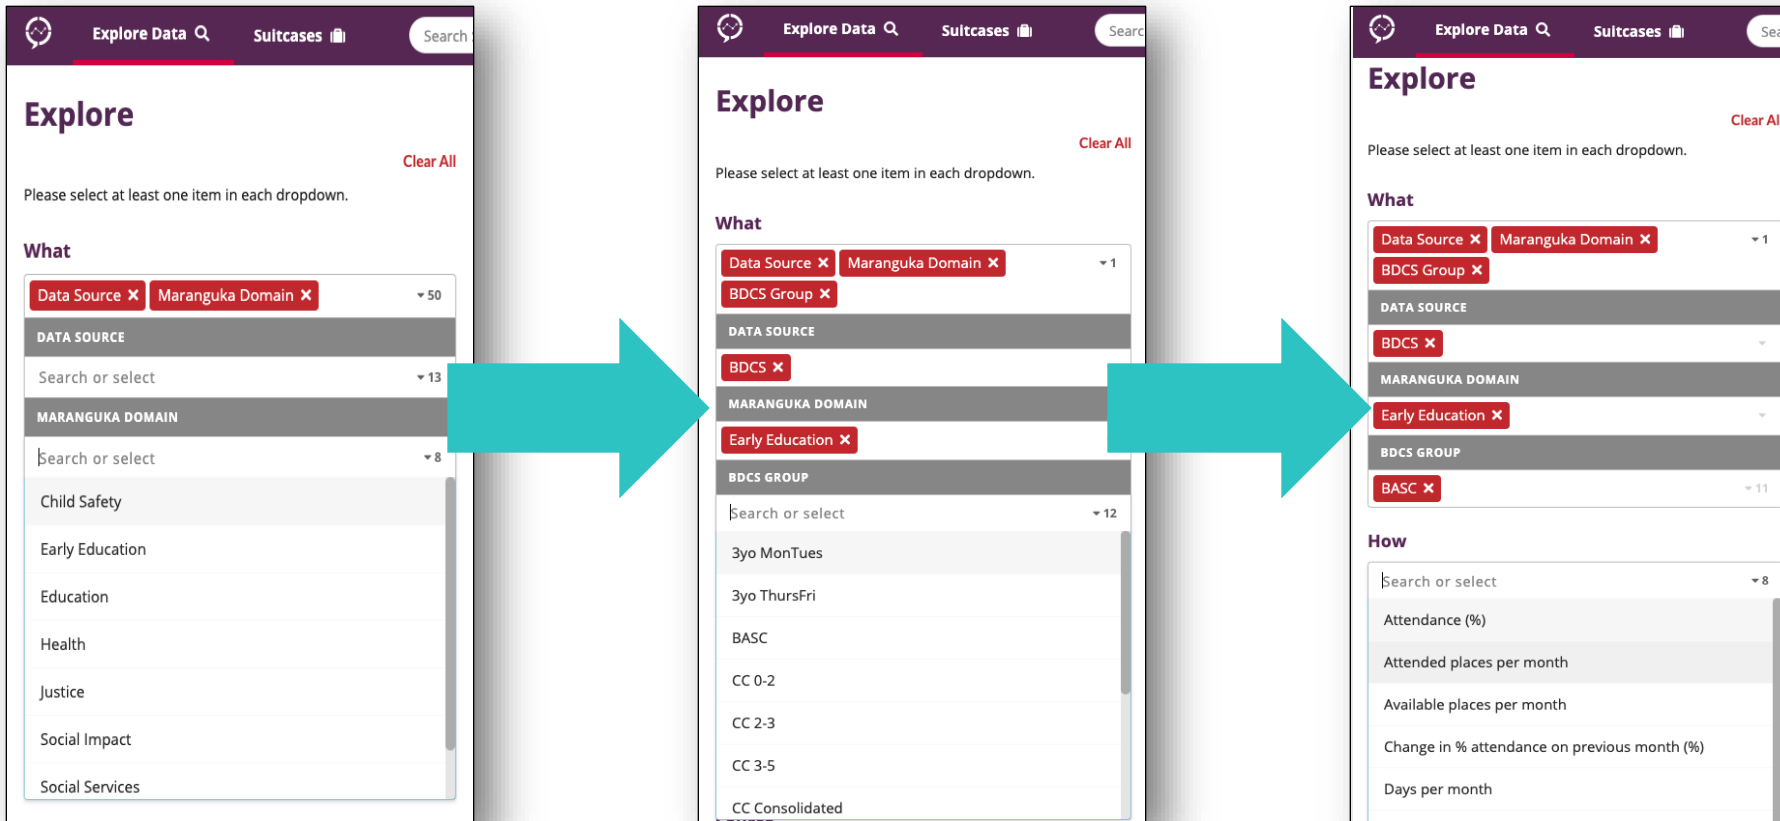 Explore Data
Suitcases
Search
Explore
Clear All
Please select at least one item in each dropdown.
What
Data Source × Maranguka Domain × 50
DATA SOURCE
Search or select 13
MARANGUKA DOMAIN
Search or select 8
Child Safety
Early Education
Education
Health
Justice
Social Impact
Social Services
Explore Data
Suitcases
Searc
Explore
Clear All
Please select at least one item in each dropdown.
What
Data Source × Maranguka Domain × 1
BDCS Group ×
DATA SOURCE
BDCS ×
MARANGUKA DOMAIN
Early Education ×
BDCS GROUP
Search or select 12
3yo MonTues
3yo ThursFri
BASC
CC 0-2
CC 2-3
CC 3-5
CC Consolidated
Explore Data
Suitcases
Sea
Explore
Clear Al
Please select at least one item in each dropdown.
What
Data Source × Maranguka Domain × 1
BDCS Group ×
DATA SOURCE
BDCS ×
MARANGUKA DOMAIN
Early Education ×
BDCS GROUP
BASC × 11
How
Search or select 8
Attendance (%)
Attended places per month
Available places per month
Change in % attendance on previous month (%)
Days per month